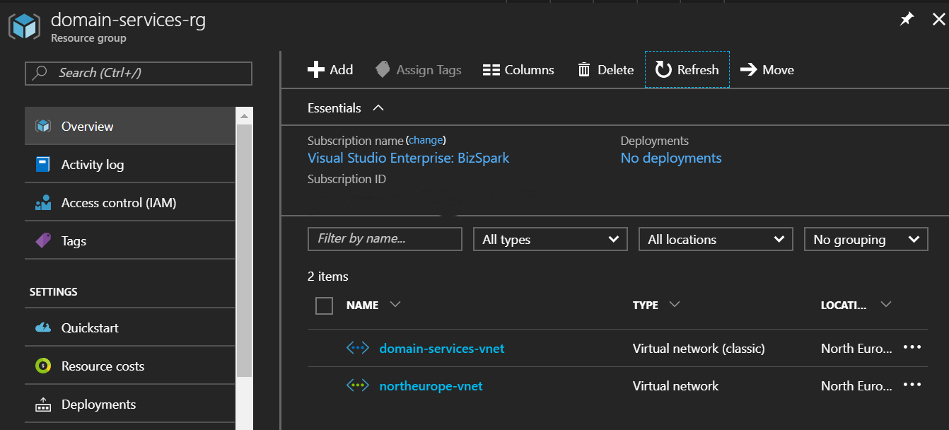 domain-services-rg
Resource group
Search (Ctrl+/)
Overview
Activity log
Access control (IAM)
Tags
SETTINGS
Quickstart
Resource costs
Deployments
Add Assign Tags Columns Delete Refresh Move
Essentials
Subscription name (change) Deployments
Visual Studio Enterprise: BizSpark No deployments
Subscription ID
Filter by name... All types All locations No grouping
2 items
NAME TYPE LOCATI...
domain-services-vnet Virtual network (classic) North Euro... •••
northeurope-vnet Virtual network North Euro... •••